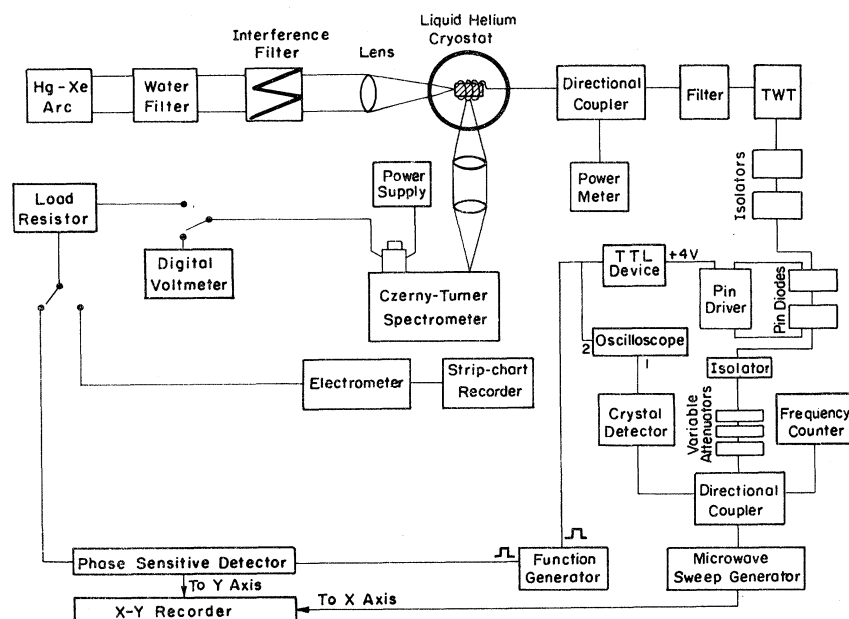 Liquid Helium
Cryostat
Interference
Filter
Lens
Hg-Xe
Arc
Water
Filter
Directional
Coupler
Filter
TWT
Power
Meter
Isolators
Power
Supply
Load
Resistor
Digital
Voltmeter
Czerny-Turner
Spectrometer
TTL
Device
+4V
Pin
Driver
Pin Diodes
2
Oscilloscope
1
Isolator
Electrometer
Strip-chart
Recorder
Crystal
Detector
Variable
Attenuators
Frequency
Counter
Directional
Coupler
Phase Sensitive Detector
Function
Generator
Microwave
Sweep Generator
To Y Axis
To X Axis
X-Y Recorder